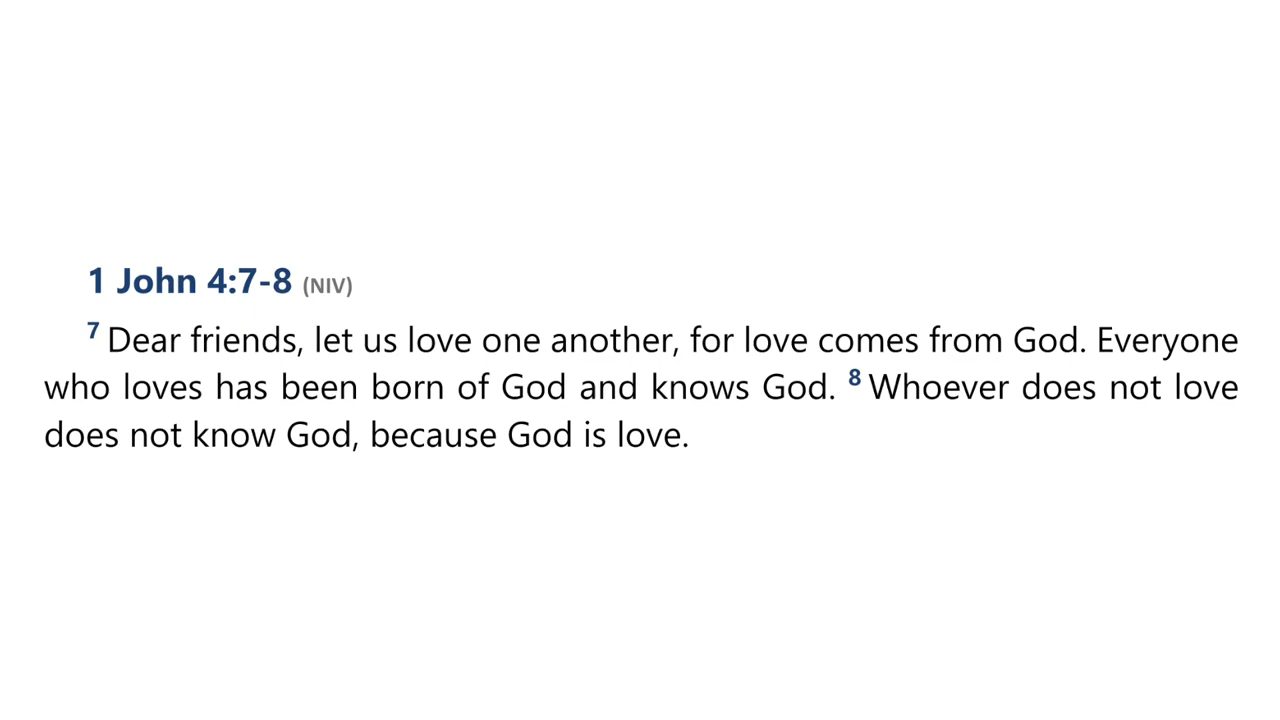 1 John 4:7-8 (NIV)
7 Dear friends, let us love one another, for love comes from God. Everyone
who loves has been born of God and knows God. 8 Whoever does not love
does not know God, because God is love.